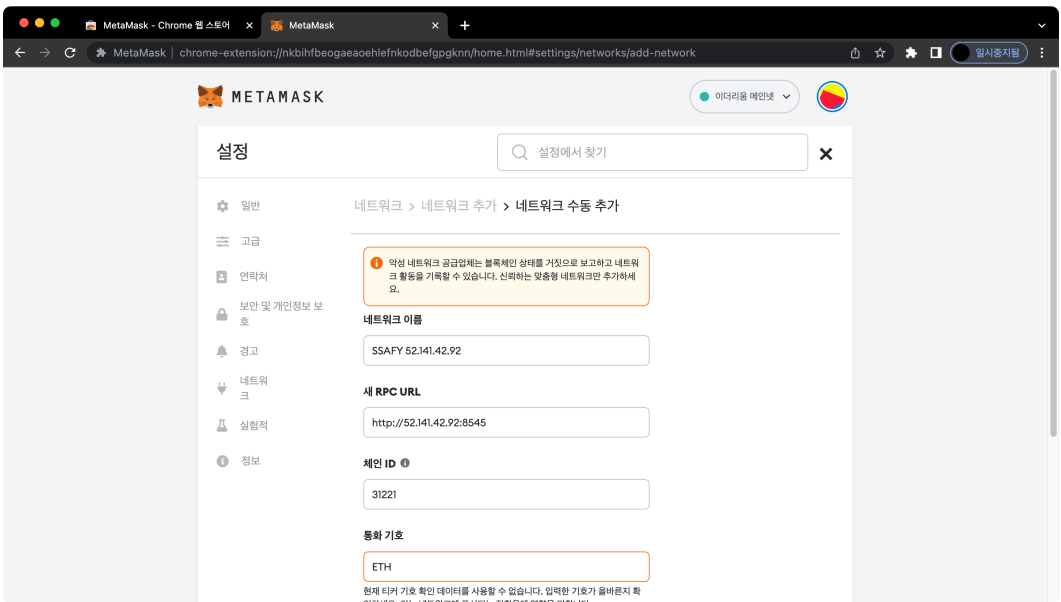 MetaMask - Chrome 웹 스토어
MetaMask
MetaMask | chrome-extension://nkbihfbeogaeaoehlefnkodbefgpgknn/home.html#settings/networks/add-network
일시중지됨
METAMASK
이더리움 메인넷
설정
설정에서 찾기
일반
고급
연락처
보안 및 개인정보 보
호
경고
네트워
크
실험적
정보
네트워크 > 네트워크 추가 > 네트워크 수동 추가
악성 네트워크 공급업체는 블록체인 상태를 거짓으로 보고하고 네트워
크 활동을 기록할 수 있습니다. 신뢰하는 맞춤형 네트워크만 추가하세
요.
네트워크 이름
SSAFY 52.141.42.92
새 RPC URL
http://52.141.42.92:8545
체인 ID
31221
통화 기호
ETH
현재 티커 기호 확인 데이터를 사용할 수 없습니다. 입력한 기호가 올바른지 확